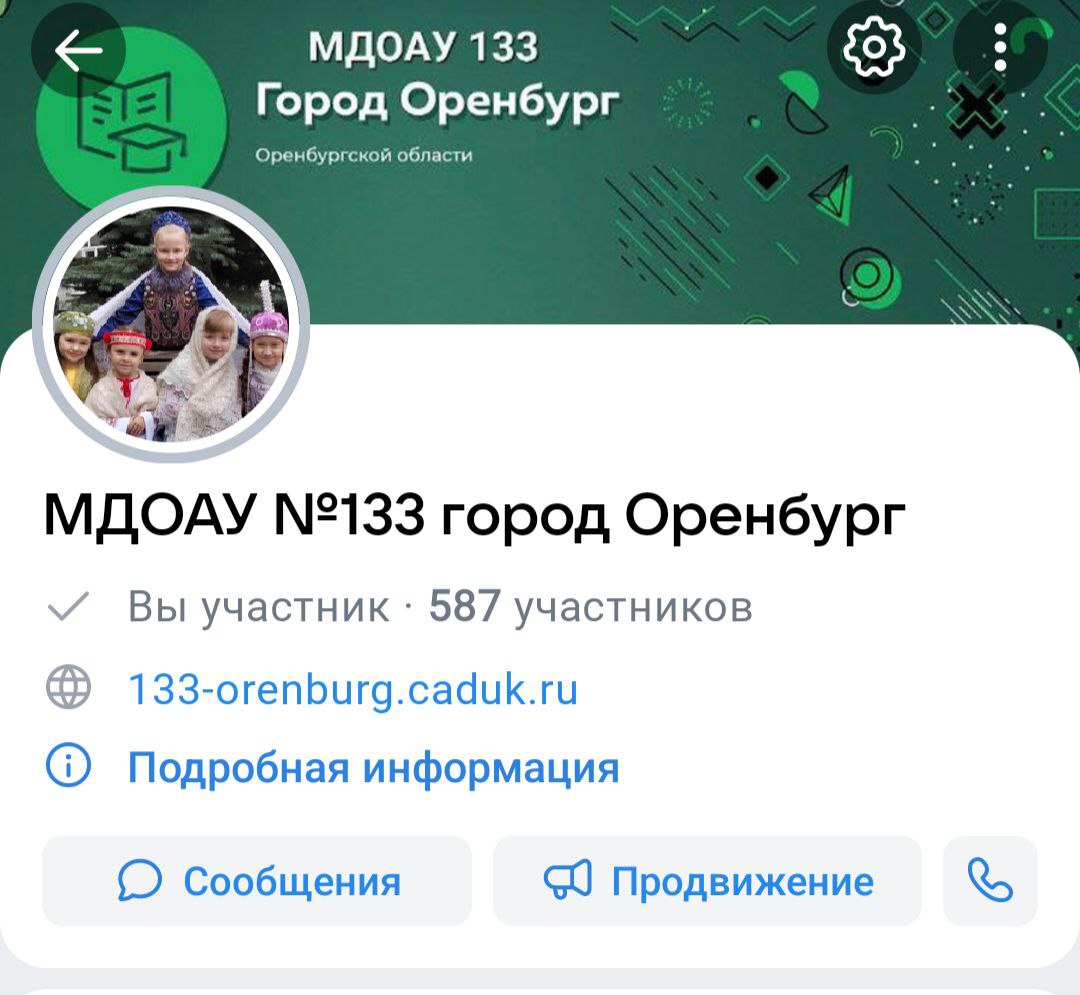 МДОАУ 133
Город Оренбург
Оренбургской области
МДОАУ №133 город Оренбург
Вы участник · 587 участников
133-orenburg.caduk.ru
Подробная информация
Сообщения
Продвижение